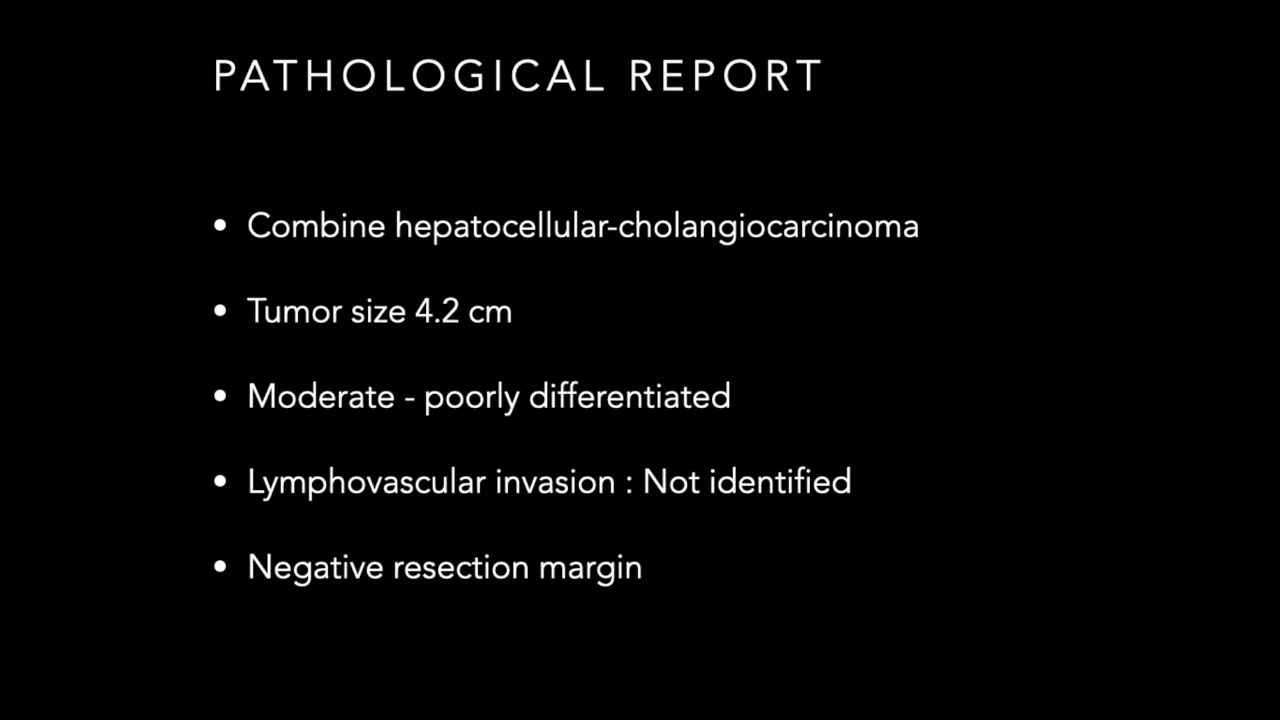 PATHOLOGICAL REPORT
• Combine hepatocellular-cholangiocarcinoma
• Tumor size 4.2 cm
• Moderate - poorly differentiated
• Lymphovascular invasion : Not identified
• Negative resection margin